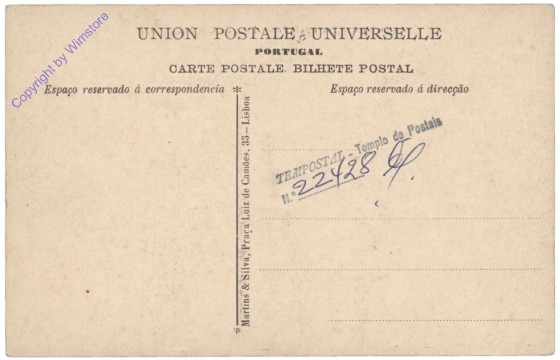 Copyright by Wimstore
UNION POSTALE UNIVERSELLE
PORTUGAL
CARTE POSTALE. BILHETE POSTAL
Espaço reservado á correspondencia
Espaço reservado á direcção
Martins & Silva, Praça Luiz de Camões, 35 — Lisboa
TEMPOSTAL - Templo de Postais
N.º 22428